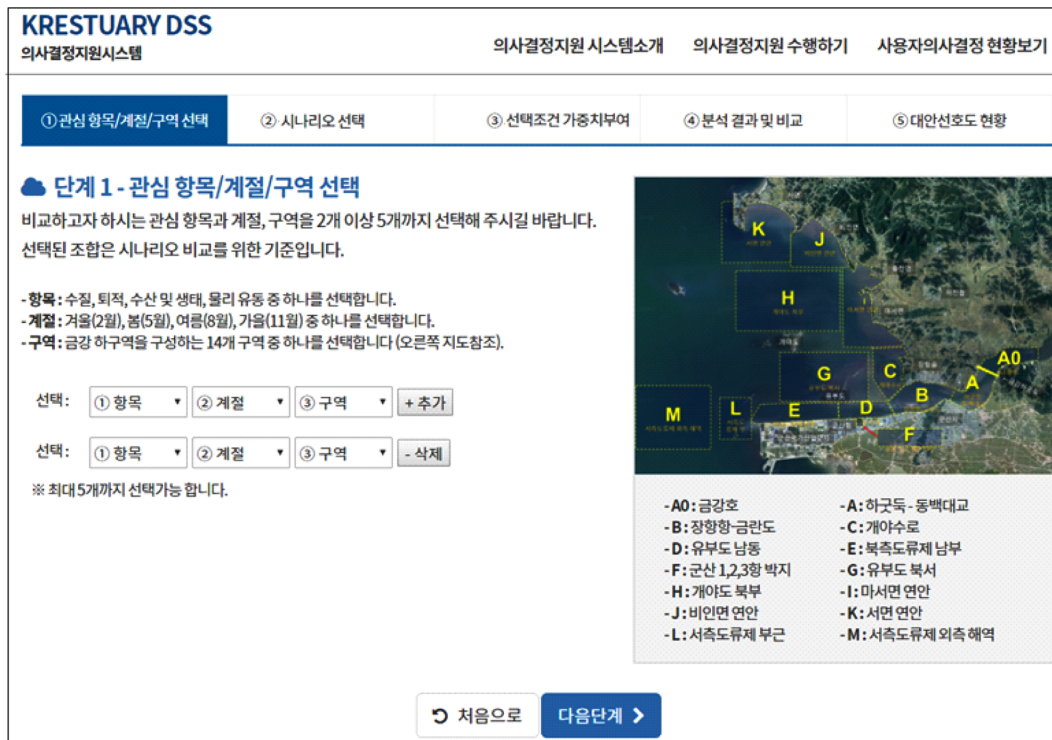 KRESTUARY DSS
의사결정지원시스템
의사결정지원 시스템소개 의사결정지원 수행하기 사용자의사결정 현황보기
① 관심 항목/계절/구역 선택 ② 시나리오 선택 ③ 선택조건 가중치부여 ④ 분석 결과 및 비교 ⑤ 대안선호도 현황
단계 1 - 관심 항목/계절/구역 선택
비교하고자 하시는 관심 항목과 계절, 구역을 2개 이상 5개까지 선택해 주시길 바랍니다.
선택된 조합은 시나리오 비교를 위한 기준입니다.
- 항목 : 수질, 퇴적, 수산 및 생태, 물리 유동 중 하나를 선택합니다.
- 계절 : 겨울(2월), 봄(5월), 여름(8월), 가을(11월) 중 하나를 선택합니다.
- 구역 : 금강 하구역을 구성하는 14개 구역 중 하나를 선택합니다 (오른쪽 지도참조).
선택 : ① 항목 ② 계절 ③ 구역 + 추가
선택 : ① 항목 ② 계절 ③ 구역 - 삭제
※ 최대 5개까지 선택가능 합니다.
K
J
H
A0
G
C
A
B
M
L
E
D
F
- A0 : 금강호 - A : 하굿둑 - 동백대교
- B : 장항항-금란도 - C : 개야수로
- D : 유부도 남동 - E : 북측도류제 남부
- F : 군산 1,2,3항 박지 - G : 유부도 북서
- H : 개야도 북부 - I : 마서면 연안
- J : 비인면 연안 - K : 서면 연안
- L : 서측도류제 부근 - M : 서측도류제 외측 해역
처음으로 다음단계